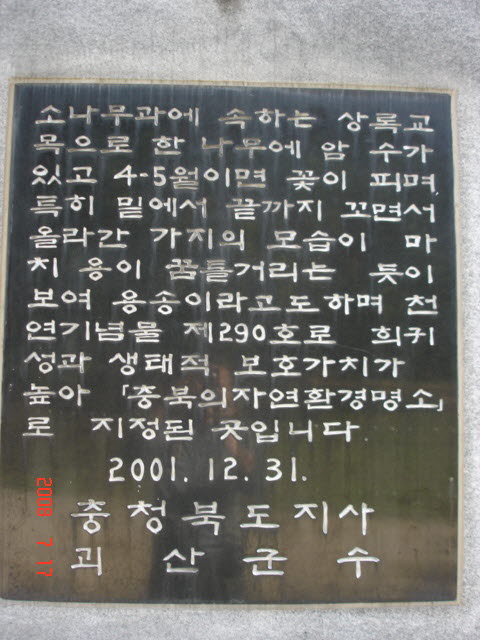 소나무과에 속하는 상록교
목으로 한 나무에 암 수가
있고 4-5월이면 꽃이 피며,
특히 밑에서 끝까지 꼬면서
올라간 가지의 모습이 마
치 용이 꿈틀거리는 듯이
보여 용송이라고도하며 천
연기념물 제290호로 희귀
성과 생태적 보호가치가
높아 「충북의자연환경명소」
로 지정된 곳입니다.
2001. 12. 31.
충청북도지사
괴산군수
2008 7 17